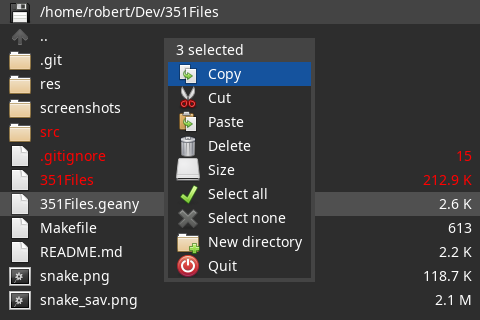 /home/robert/Dev/351Files
..
.git
res
screenshots
src
.gitignore 15
351Files 212.9 K
351Files.geany 2.6 K
Makefile 613
README.md 2.2 K
snake.png 118.7 K
snake_sav.png 2.1 M
3 selected
Copy
Cut
Paste
Delete
Size
Select all
Select none
New directory
Quit